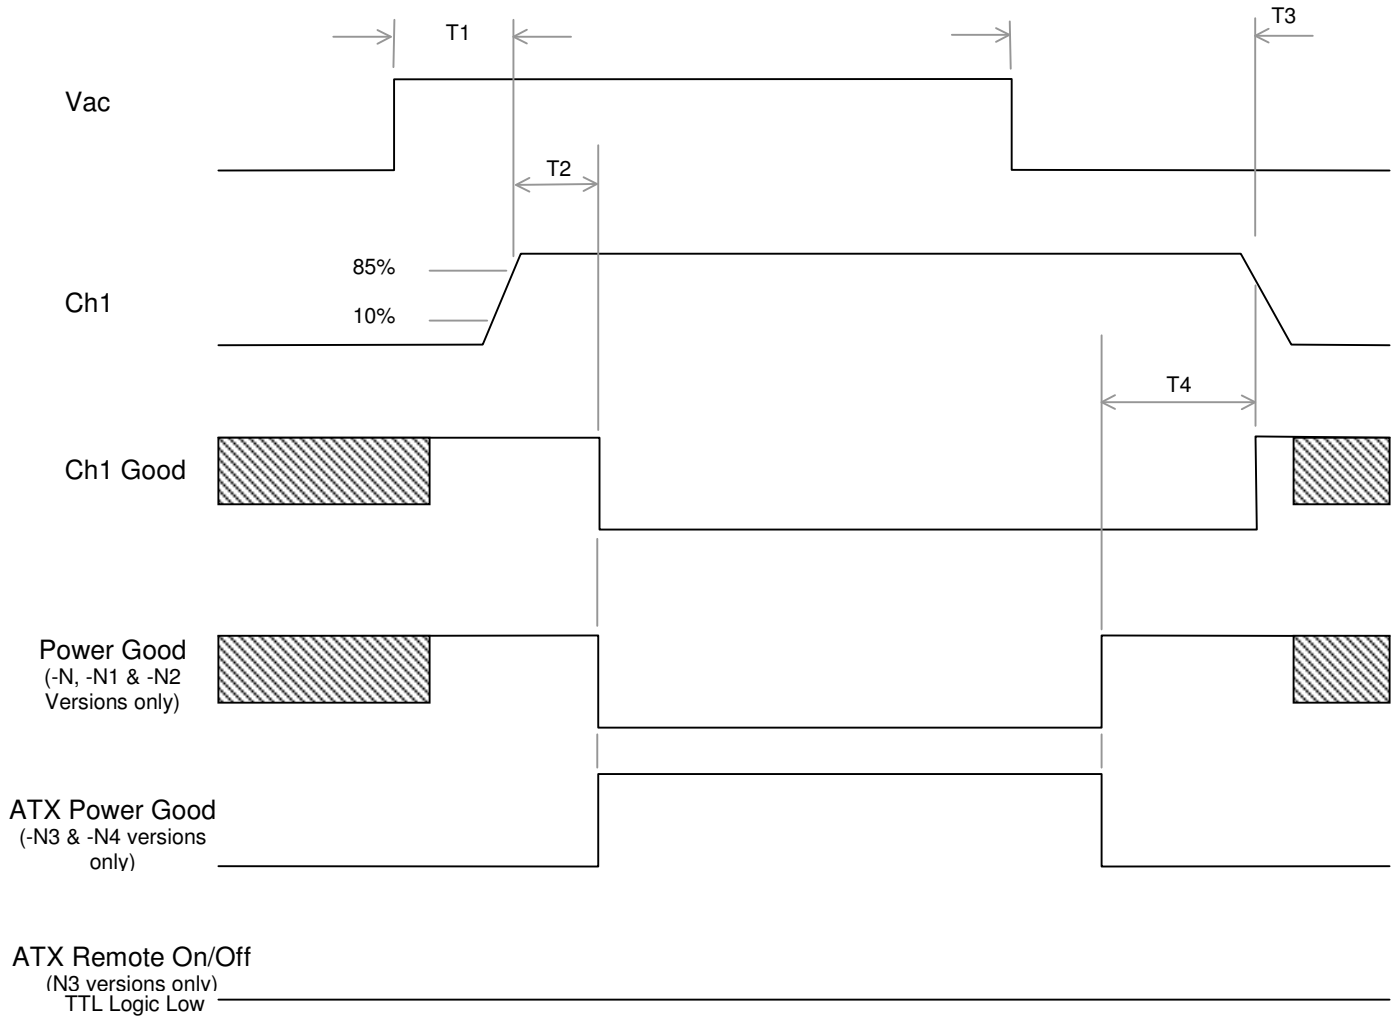 T1
T3
Vac
T2
85%
Ch1
10%
T4
Ch1 Good
Power Good
(-N, -N1 & -N2
Versions only)
ATX Power Good
(-N3 & -N4 versions
only)
ATX Remote On/Off
(N3 versions only)
TTL Logic Low